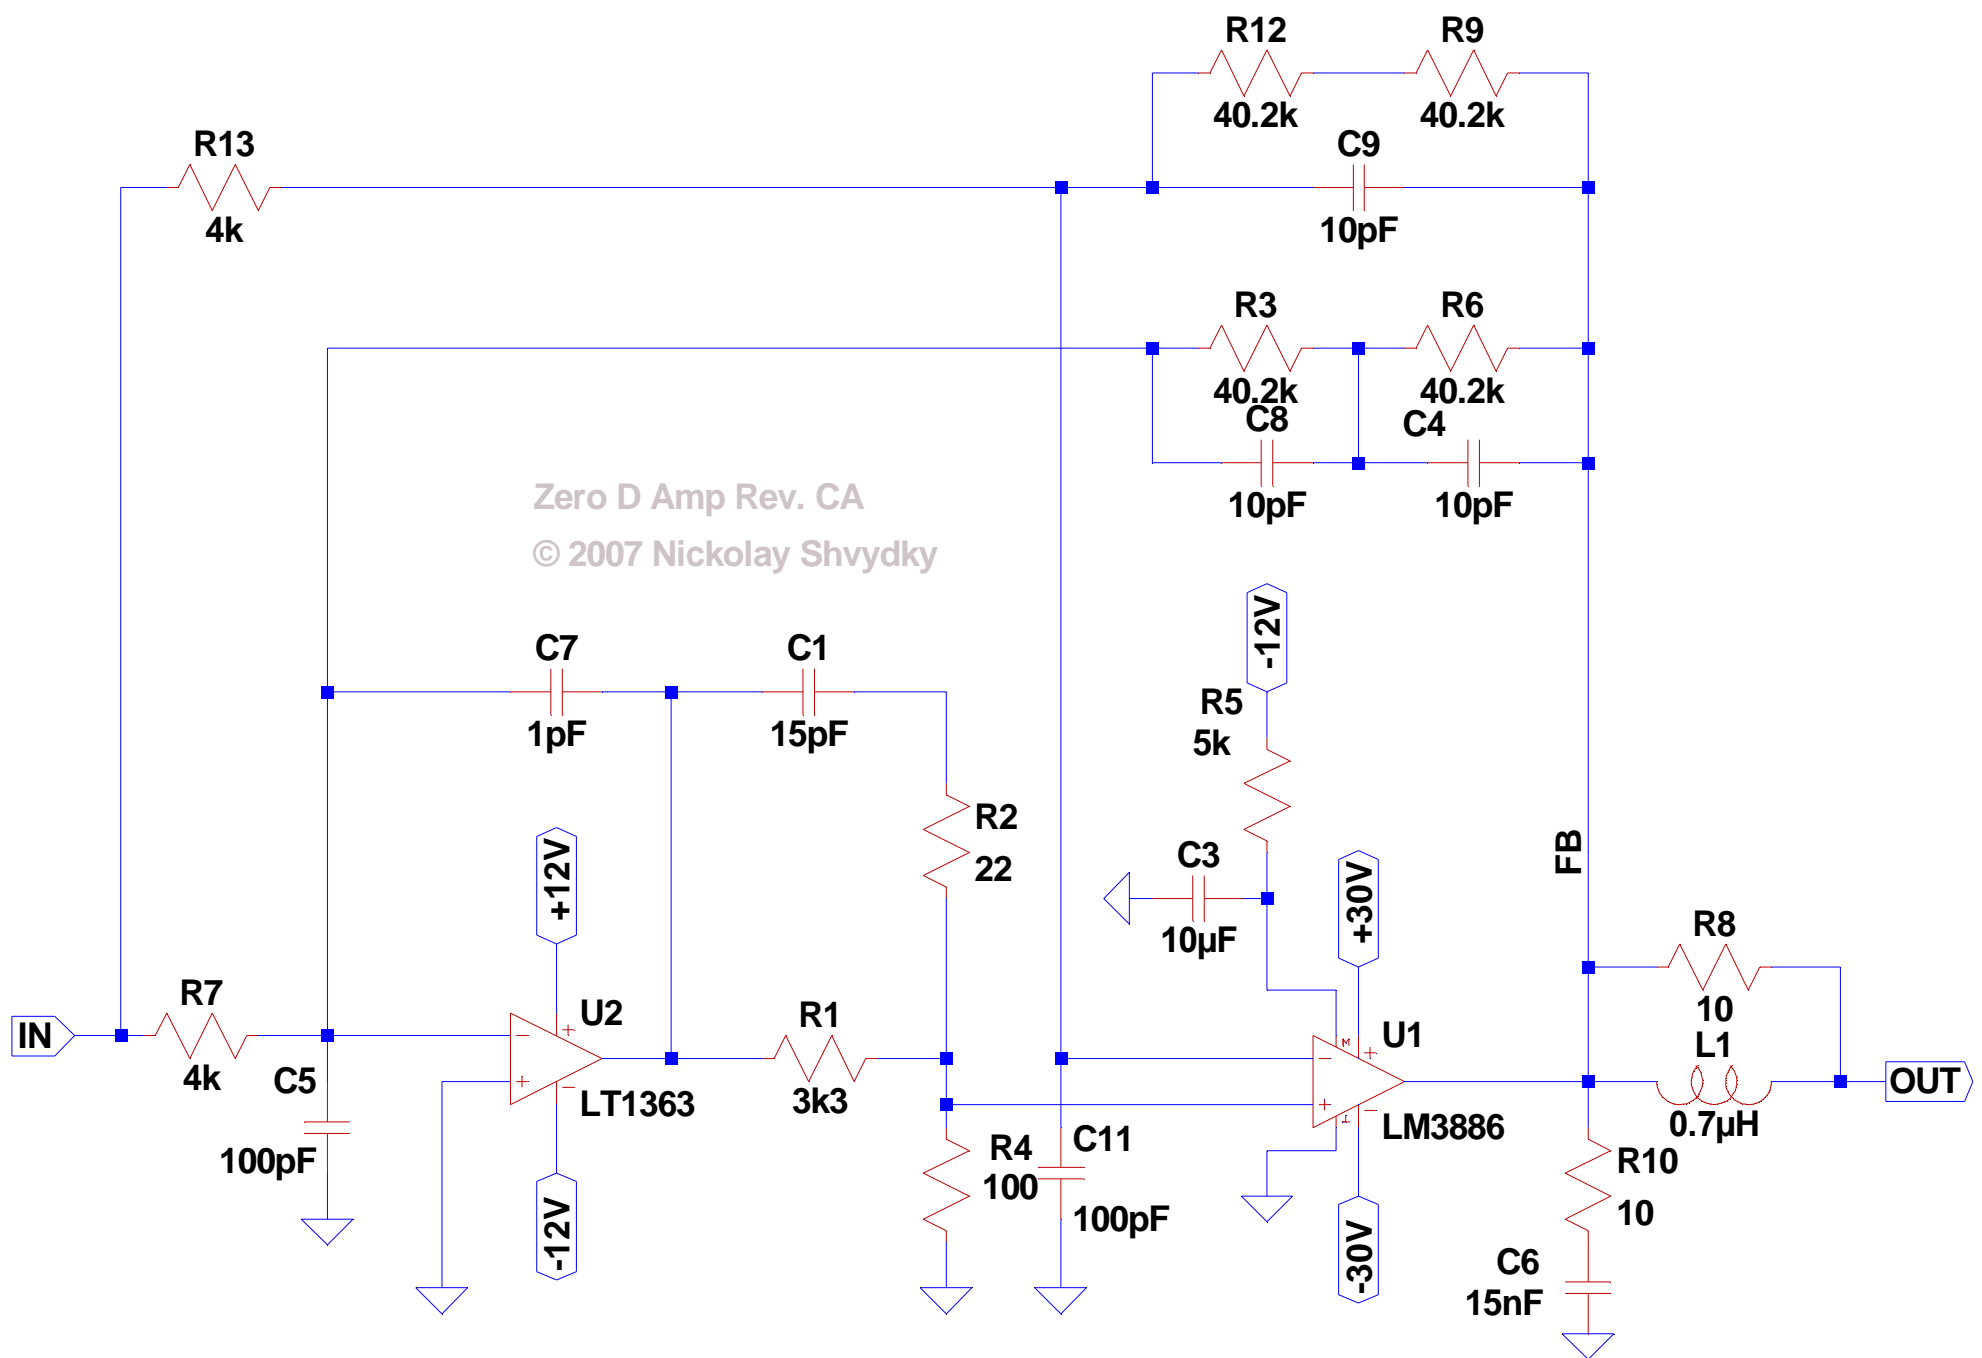 R12
R9
40.2k
40.2k
R13
C9
4k
10pF
R3
R6
40.2k
40.2k
C8
C4
10pF
10pF
Zero D Amp Rev. CA
© 2007 Nickolay Shvydky
-12V
C7
C1
R5
1pF
15pF
5k
R2
22
+12V
C3
+30V
FB
10µF
R8
R7
10
IN
U2
R1
U1
L1
4k
C5
OUT
LT1363
3k3
LM3886
0.7µH
100pF
R4
100
C11
R10
-12V
100pF
10
-30V
C6
15nF